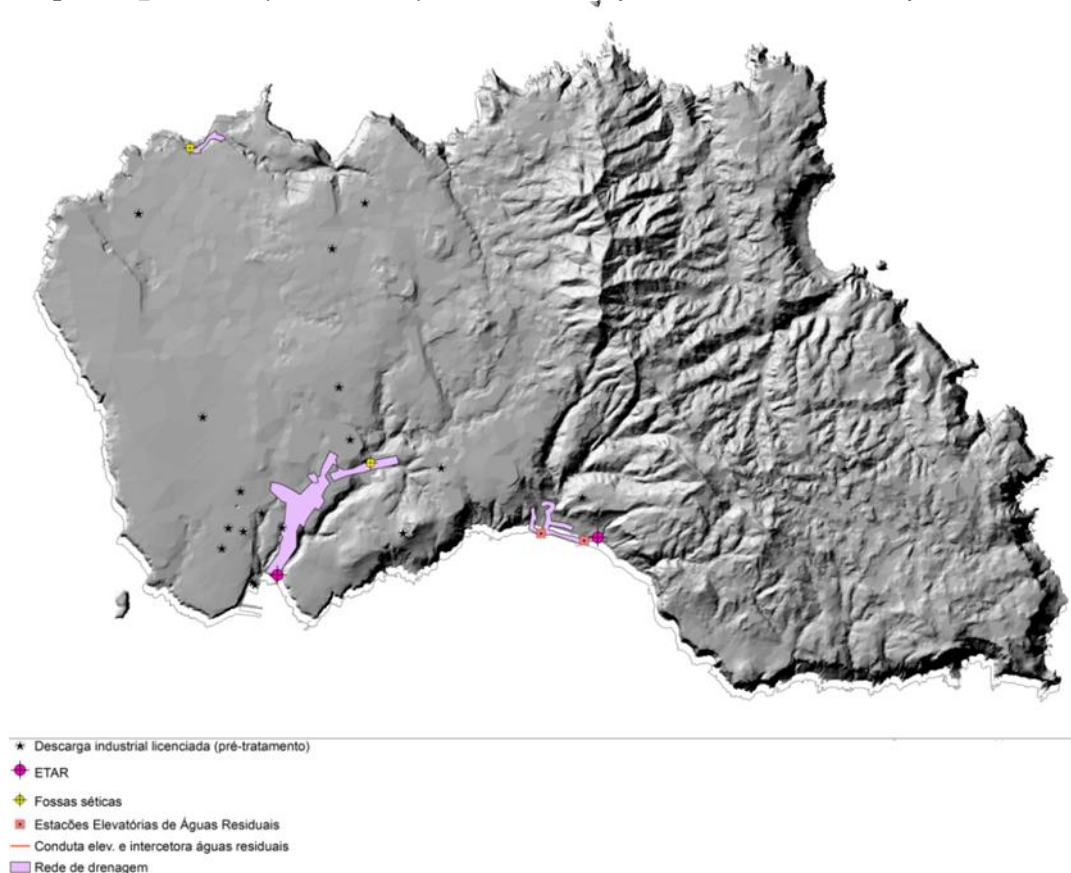 Descarga industrial licenciada (pré-tratamento)
ETAR
Fossas séticas
Estacões Elevatórias de Águas Residuais
Conduta elev. e intercetora águas residuais
Rede de drenagem